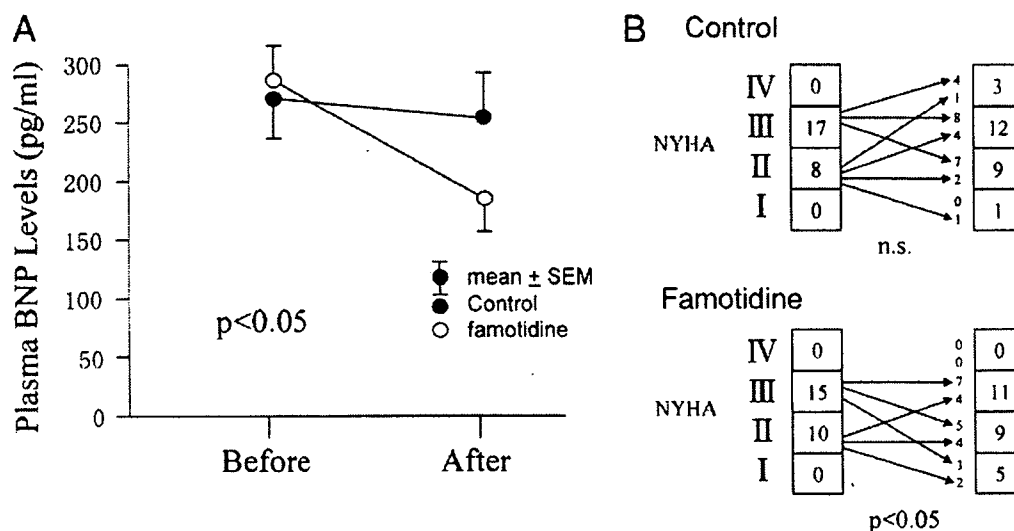 A
Plasma BNP Levels (pg/ml)
300
250
200
150
100
50
0
Before
After
p<0.05
mean ± SEM
Control
famotidine
B
Control
NYHA
IV 0 4 3
1
III 17 8 12
4
II 8 7 9
2
I 0 0 1
1
n.s.
Famotidine
NYHA
IV 0 0 0
0
III 15 7 11
4
II 10 5 9
4
I 0 1 5
2
p<0.05